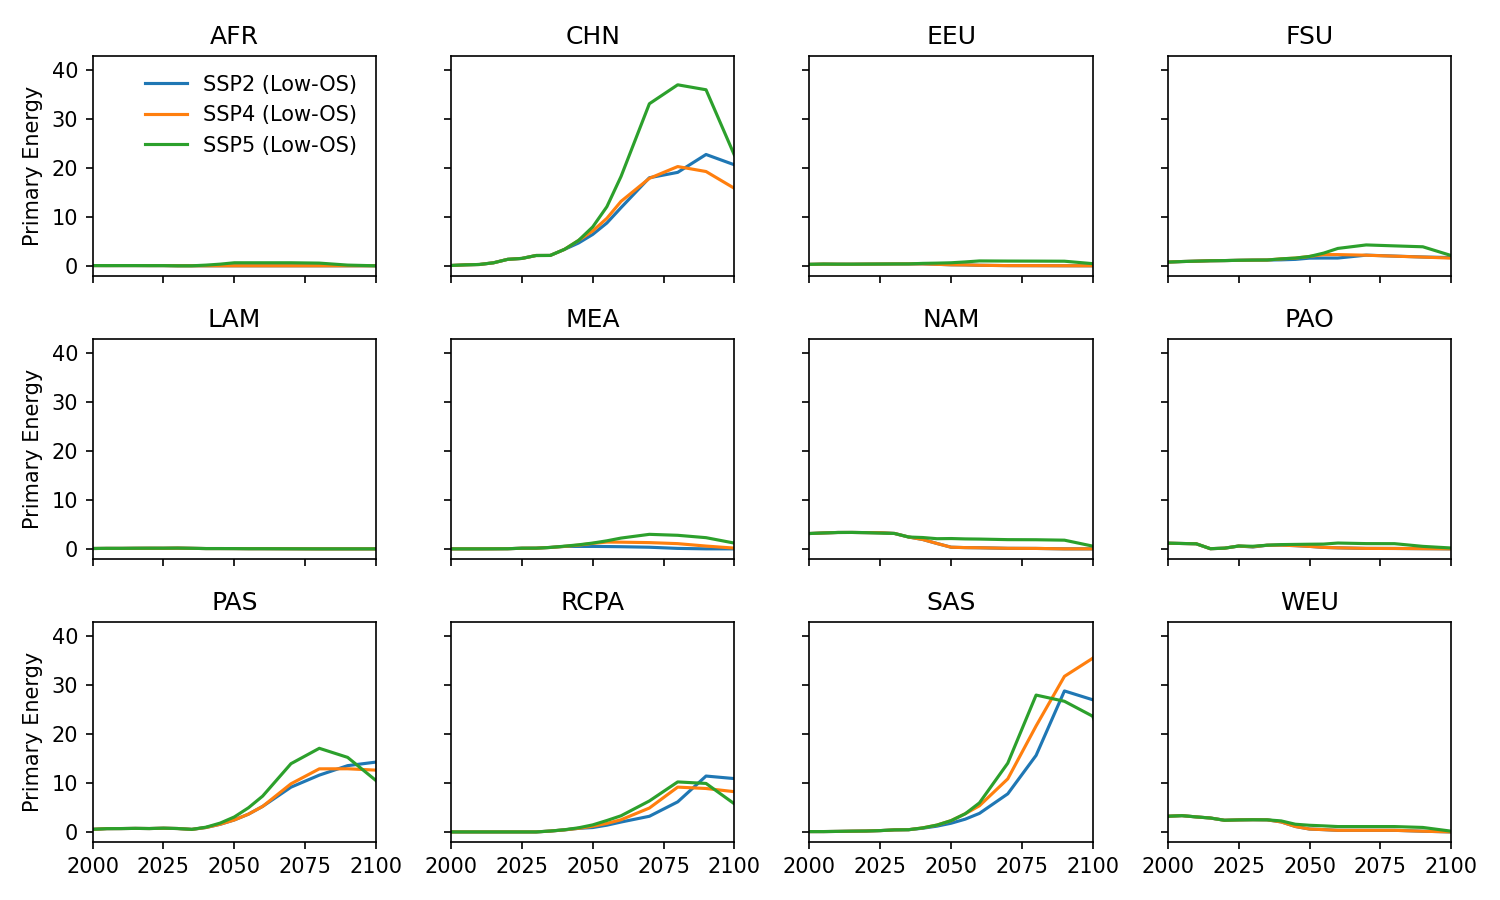 AFR CHN EEU FSU
Primary Energy
40
30
20
10
0
SSP2 (Low-OS)
SSP4 (Low-OS)
SSP5 (Low-OS)
LAM MEA NAM PAO
Primary Energy
40
30
20
10
0
PAS RCPA SAS WEU
Primary Energy
40
30
20
10
0
2000 2025 2050 2075 2100 2000 2025 2050 2075 2100 2000 2025 2050 2075 2100 2000 2025 2050 2075 2100